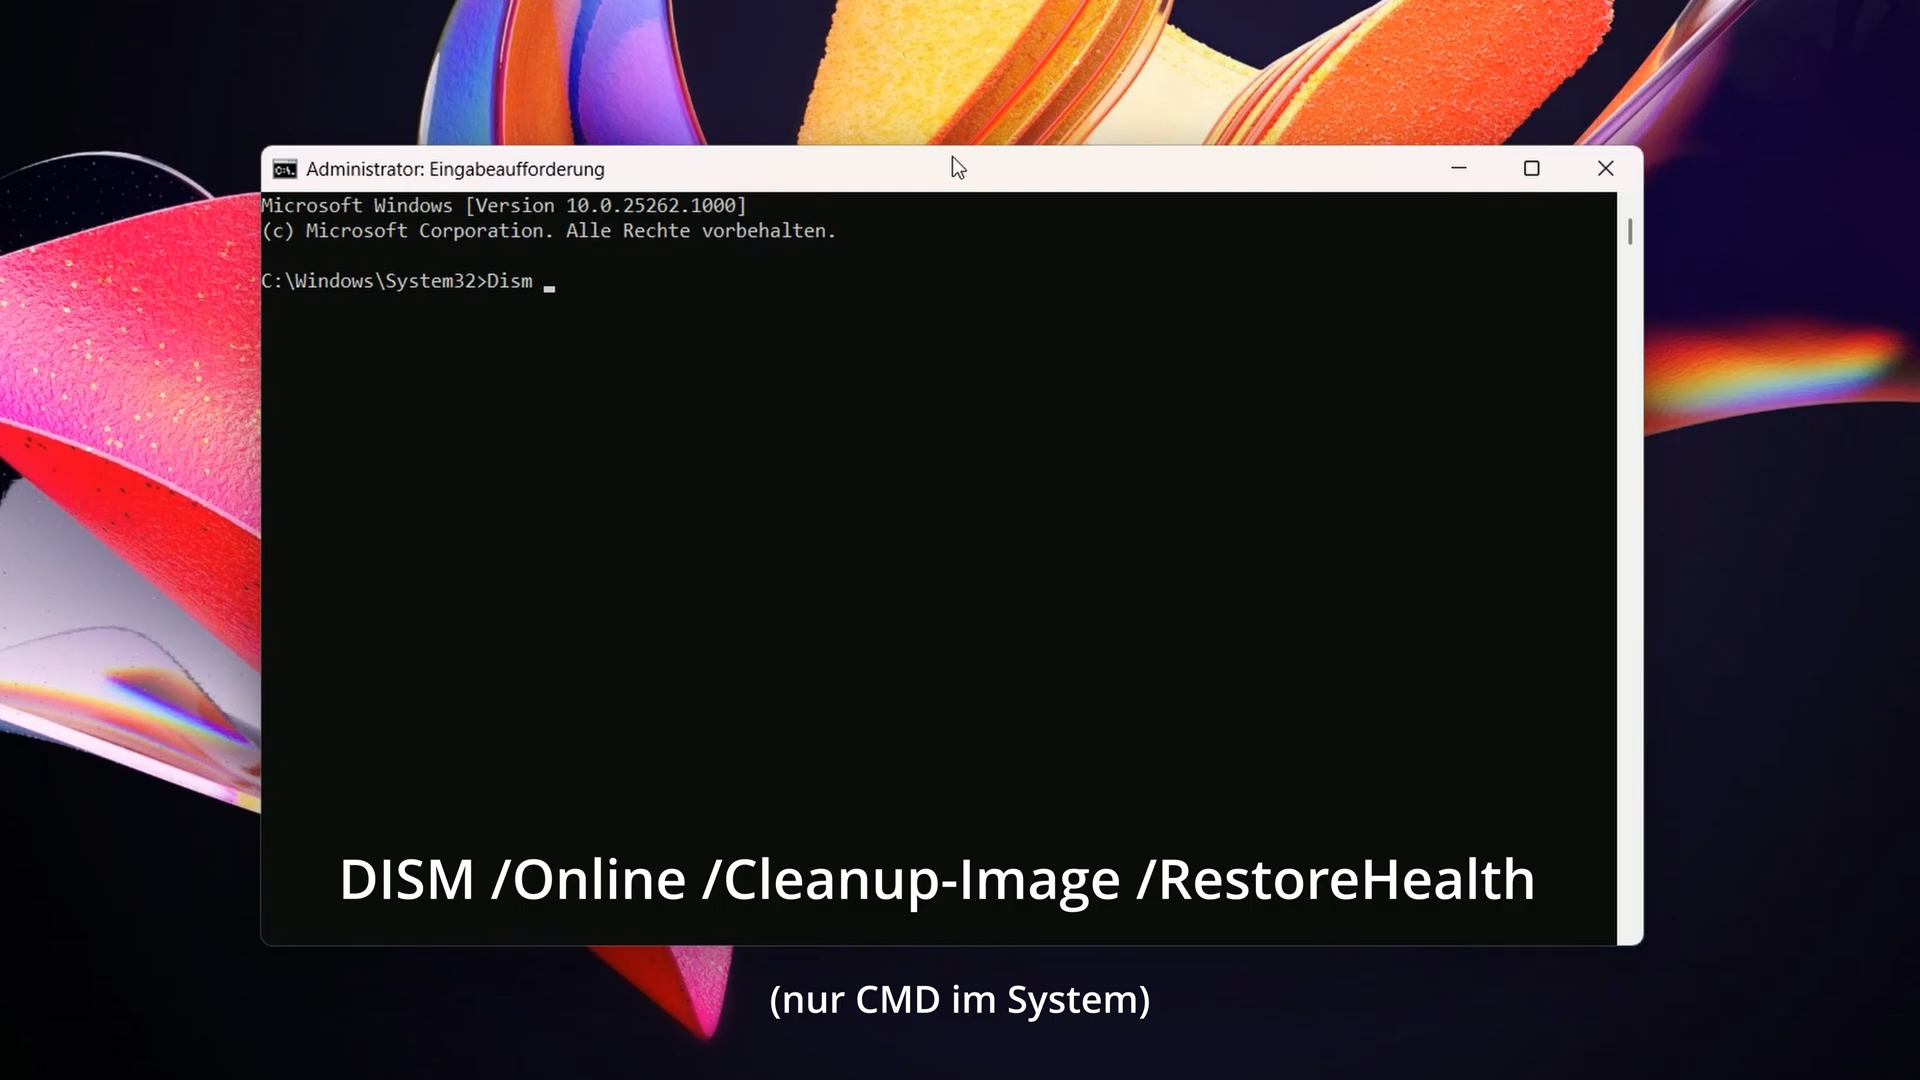 Administrator: Eingabeaufforderung
Microsoft Windows [Version 10.0.25262.1000]
(c) Microsoft Corporation. Alle Rechte vorbehalten.
C:\Windows\System32>Dism _
DISM /Online /Cleanup-Image /RestoreHealth
(nur CMD im System)